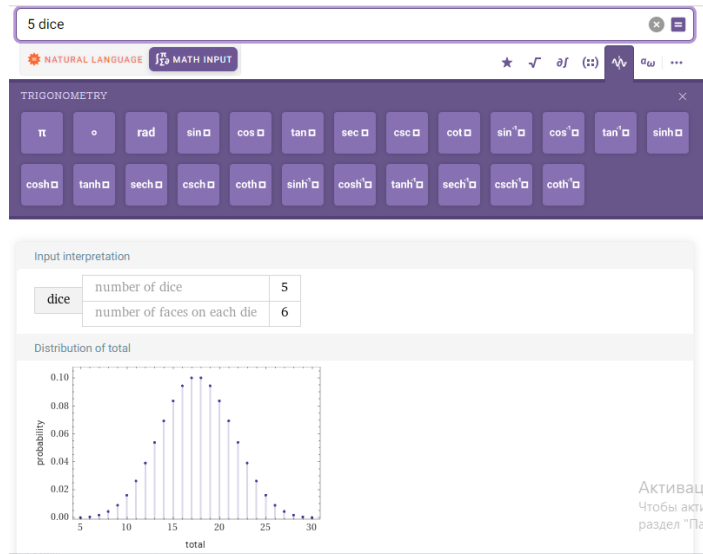 5 dice
NATURAL LANGUAGE
MATH INPUT
TRIGONOMETRY
π ° rad sin cos tan sec csc cot sin⁻¹ cos⁻¹ tan⁻¹ sinh
cosh tanh sech csch coth sinh⁻¹ cosh⁻¹ tanh⁻¹ sech⁻¹ csch⁻¹ coth⁻¹
Input interpretation
dice
number of dice 5
number of faces on each die 6
Distribution of total
0.10
0.08
0.06
0.04
0.02
0.00
probability
5 10 15 20 25 30
total
Активац
Чтобы акти
раздел "Па